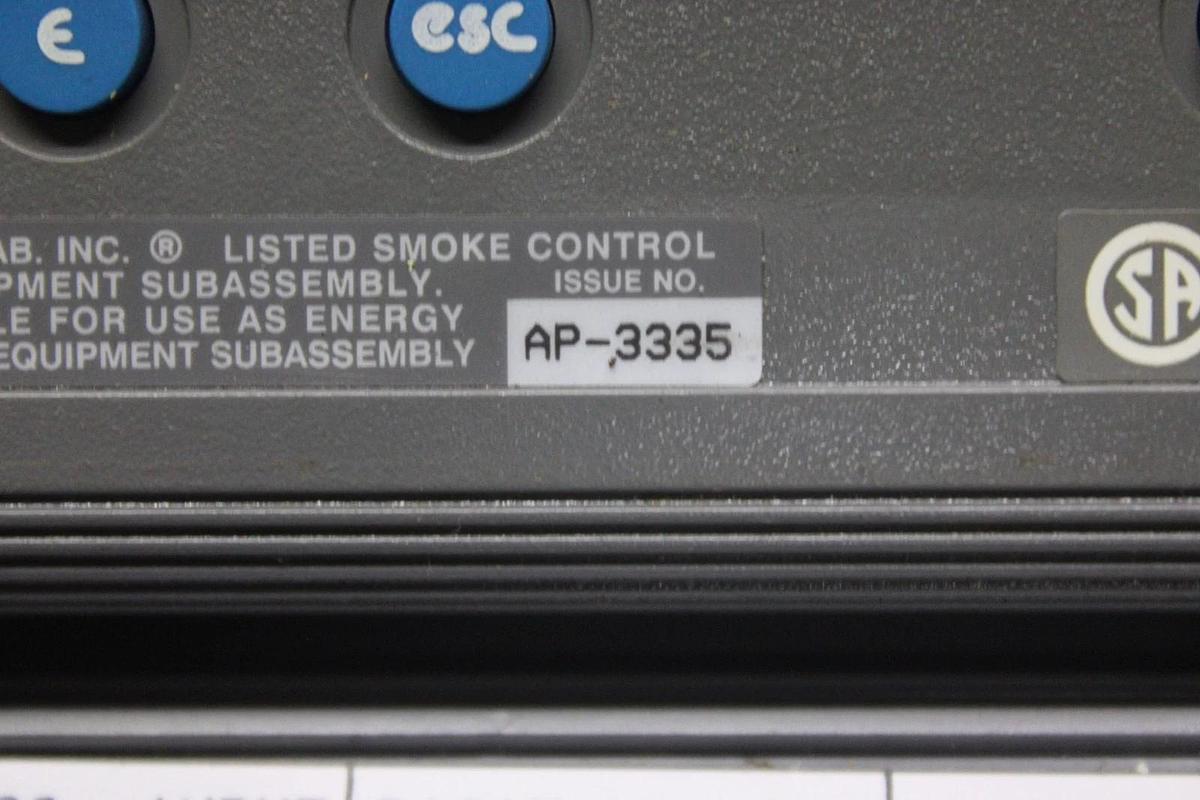 E
esc
AB. INC. ® LISTED SMOKE CONTROL
PMENT SUBASSEMBLY. ISSUE NO.
LE FOR USE AS ENERGY
EQUIPMENT SUBASSEMBLY
AP-3335
SA